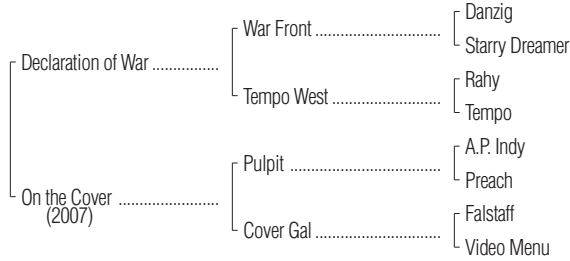 Danzig
War Front ........................
Starry Dreamer
Declaration of War ................
Rahy
Tempo West ........................
Tempo
A.P. Indy
Pulpit ........................
Preach
On the Cover ........................
(2007)
Falstaff
Cover Gal ........................
Video Menu